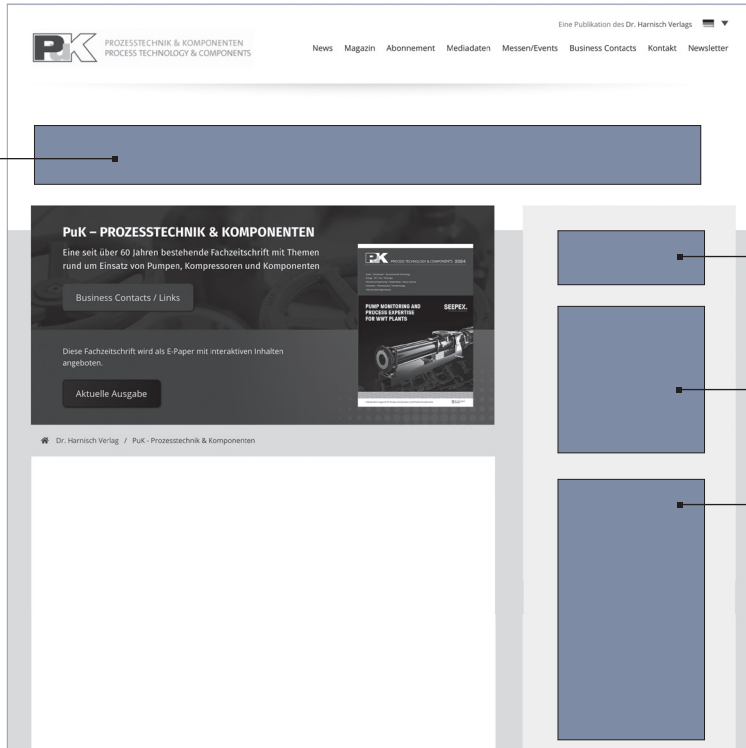 Eine Publikation des Dr. Harnisch Verlags
PuK
PROZESSTECHNIK & KOMPONENTEN
PROCESS TECHNOLOGY & COMPONENTS
News Magazin Abonnement Mediadaten Messen/Events Business Contacts Kontakt Newsletter
PuK – PROZESSTECHNIK & KOMPONENTEN
Eine seit über 60 Jahren bestehende Fachzeitschrift mit Themen
rund um Einsatz von Pumpen, Kompressoren und Komponenten
Business Contacts / Links
Diese Fachzeitschrift wird als E-Paper mit interaktiven Inhalten
angeboten.
Aktuelle Ausgabe
PuK PROCESS TECHNOLOGY & COMPONENTS 2024
PUMP MONITORING AND
PROCESS EXPERTISE
FOR WWT PLANTS
SEEPEX.
Dr. Harnisch Verlag / PuK - Prozesstechnik & Komponenten